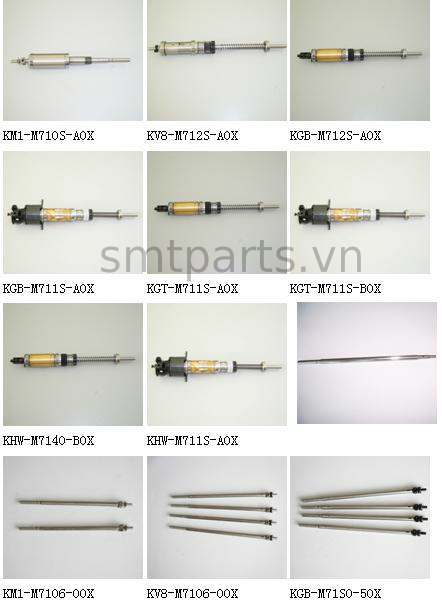 KM1-M710S-A0X
KV8-M712S-A0X
KGB-M712S-A0X
KGB-M711S-A0X
KGT-M711S-A0X
KGT-M711S-B0X
smtparts.vn
KHW-M7140-B0X
KHW-M711S-A0X
KM1-M7106-00X
KV8-M7106-00X
KGB-M71S0-50X